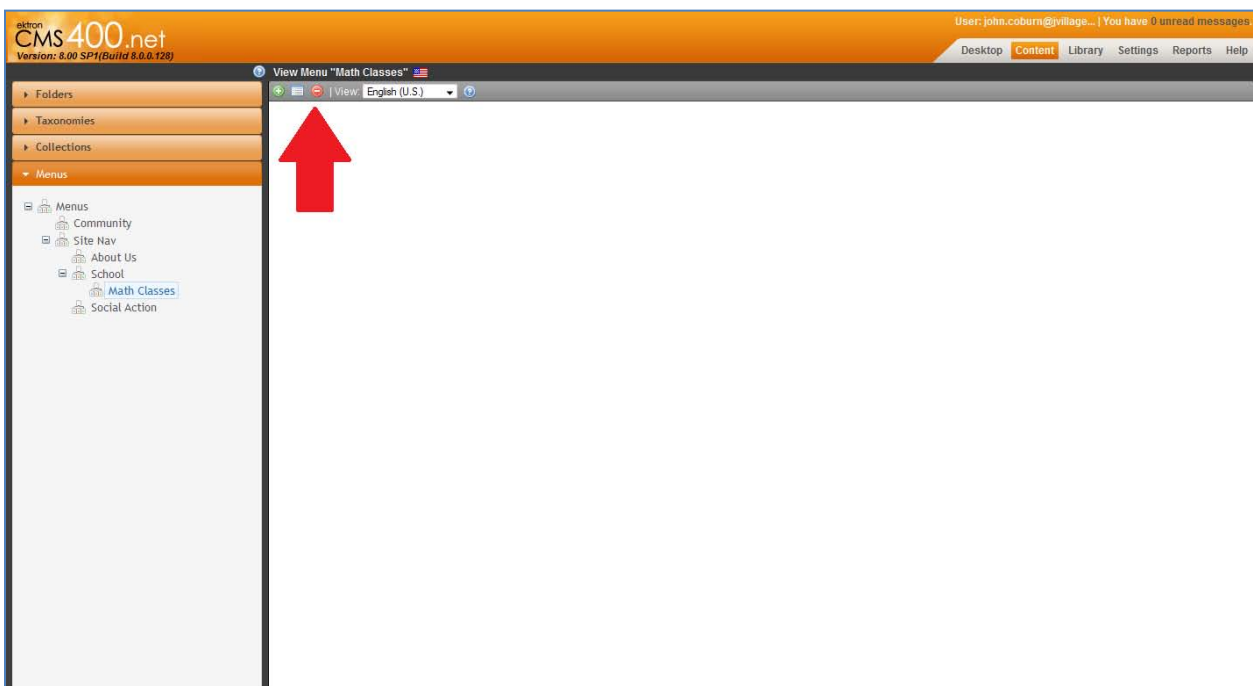 ektron
CMS400.net
Version: 8.00 SP1(Build 8.0.0.128)
User: john.coburn@jvillage... | You have 0 unread messages
Desktop Content Library Settings Reports Help
View Menu "Math Classes"
| View: English (U.S.)
Folders
Taxonomies
Collections
Menus
Menus
Community
Site Nav
About Us
School
Math Classes
Social Action